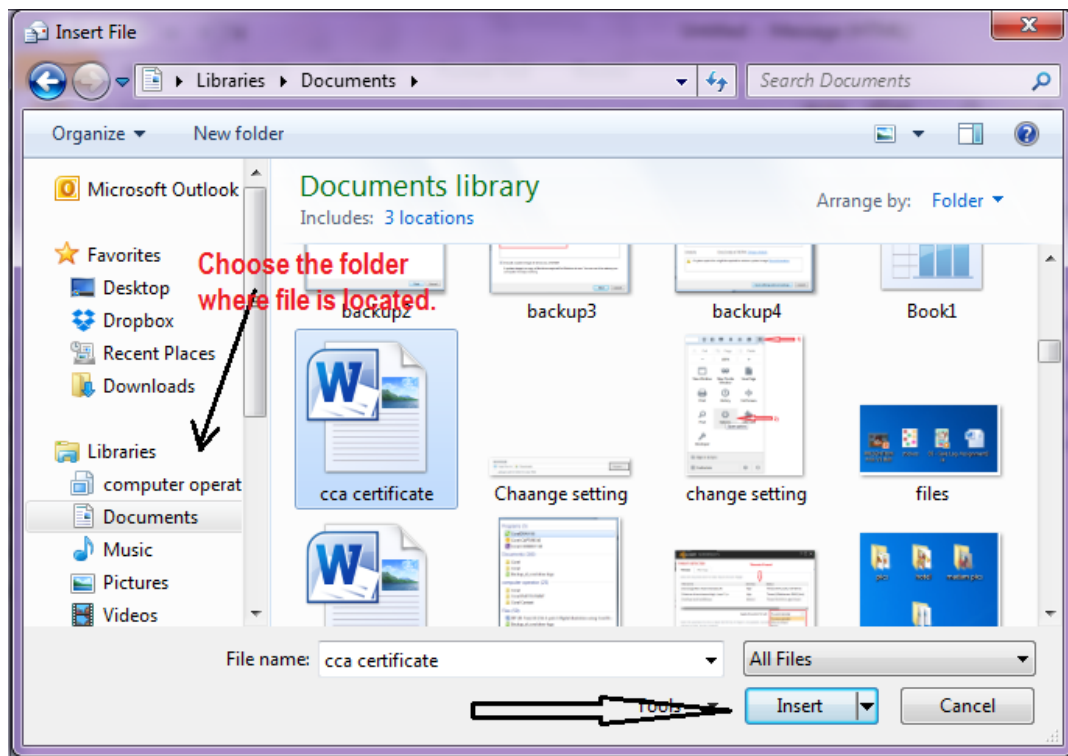 Insert File
Libraries Documents
Search Documents
Organize
New folder
Microsoft Outlook
Favorites
Desktop
Dropbox
Recent Places
Downloads
Libraries
computer operat
Documents
Music
Pictures
Videos
Documents library
Includes: 3 locations
Arrange by: Folder
Choose the folder
where file is located.
backup2
backup3
backup4
Book1
cca certificate
Chaange setting
change setting
files
File name: cca certificate
All Files
Tools
Insert
Cancel